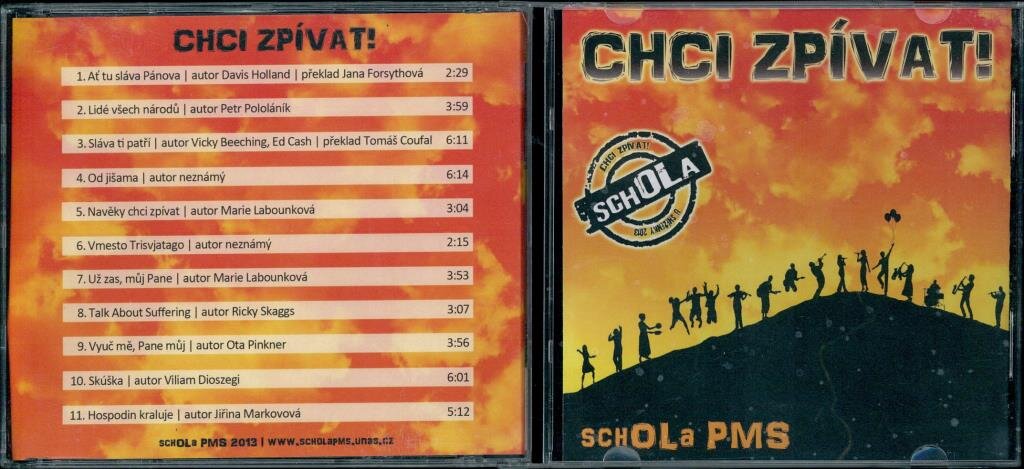 CHCI ZPÍVAT!
1. Ať tu sláva Pánova | autor Davis Holland | překlad Jana Forsythová 2:29
2. Lidé všech národů | autor Petr Pololáník 3:59
3. Sláva ti patří | autor Vicky Beeching, Ed Cash | překlad Tomáš Coufal 6:11
4. Od jišama | autor neznámý 6:14
5. Navěky chci zpívat | autor Marie Labounková 3:04
6. Vmesto Trisvjatago | autor neznámý 2:15
7. Už zas, můj Pane | autor Marie Labounková 3:53
8. Talk About Suffering | autor Ricky Skaggs 3:07
9. Vyuč mě, Pane můj | autor Ota Pinkner 3:56
10. Skúška | autor Viliam Dioszegi 6:01
11. Hospodin kraluje | autor Jiřina Markovová 5:12
SCHOLA PMS 2013 | WWW.SCHOLAPMS.UNAS.CZ
CHCI ZPÍVAT!
CHCI ZPÍVAT!
SCHOLA
2013
SCHOLA PMS